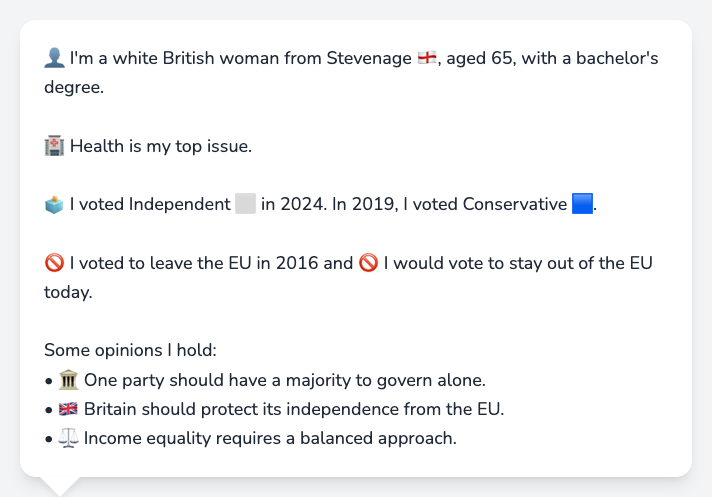 👤 I'm a white British woman from Stevenage 🏴󠁧󠁢󠁥󠁮󠁧󠁿, aged 65, with a bachelor's
degree.
🏥 Health is my top issue.
🗳️ I voted Independent ⬜ in 2024. In 2019, I voted Conservative 🟦.
🚫 I voted to leave the EU in 2016 and 🚫 I would vote to stay out of the EU
today.
Some opinions I hold:
• 🏛️ One party should have a majority to govern alone.
• 🇬🇧 Britain should protect its independence from the EU.
• ⚖️ Income equality requires a balanced approach.